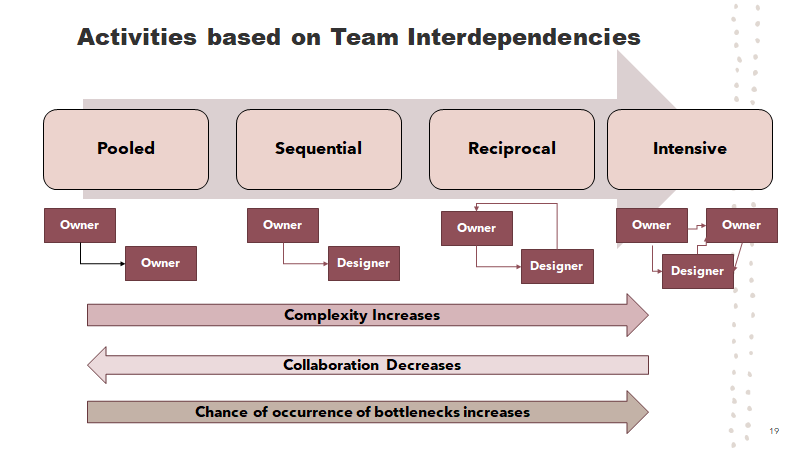 Activities based on Team Interdependencies
Pooled
Sequential
Reciprocal
Intensive
Owner
Owner
Owner
Designer
Owner
Designer
Owner
Owner
Designer
Complexity Increases
Collaboration Decreases
Chance of occurrence of bottlenecks increases
19